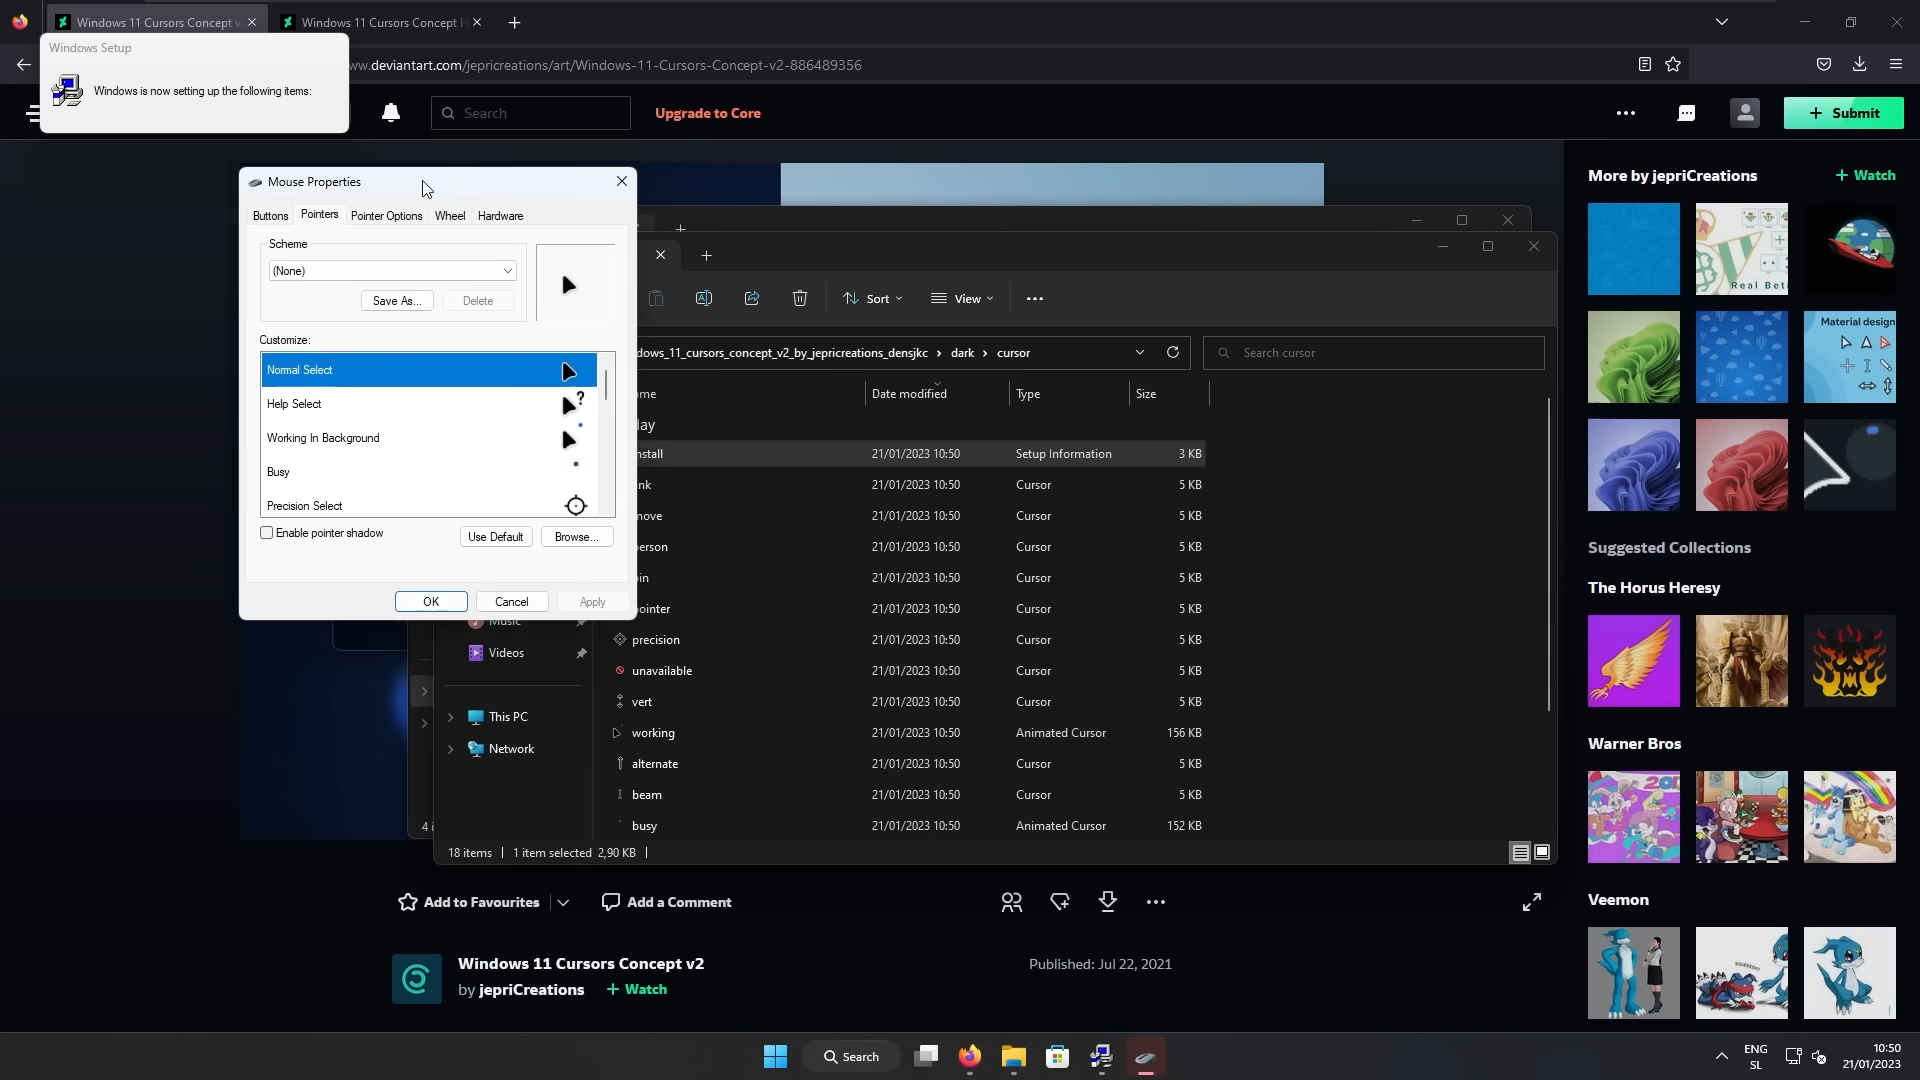 Windows 11 Cursors Concept v
Windows 11 Cursors Concept H
Windows Setup
Windows is now setting up the following items:
ww.deviantart.com/jepricreations/art/Windows-11-Cursors-Concept-v2-886489356
Search
Upgrade to Core
Submit
Mouse Properties
Buttons
Pointers
Pointer Options
Wheel
Hardware
Scheme
(None)
Save As...
Delete
Customize:
Normal Select
Help Select
Working In Background
Busy
Precision Select
Enable pointer shadow
Use Default
Browse...
OK
Cancel
Apply
Sort
View
dows_11_cursors_concept_v2_by_jepricreations_densjkc > dark > cursor
Search cursor
me
Date modified
Type
Size
day
nstall 21/01/2023 10:50 Setup Information 3 KB
nk 21/01/2023 10:50 Cursor 5 KB
nove 21/01/2023 10:50 Cursor 5 KB
erson 21/01/2023 10:50 Cursor 5 KB
in 21/01/2023 10:50 Cursor 5 KB
ointer 21/01/2023 10:50 Cursor 5 KB
precision 21/01/2023 10:50 Cursor 5 KB
unavailable 21/01/2023 10:50 Cursor 5 KB
vert 21/01/2023 10:50 Cursor 5 KB
working 21/01/2023 10:50 Animated Cursor 156 KB
alternate 21/01/2023 10:50 Cursor 5 KB
beam 21/01/2023 10:50 Cursor 5 KB
busy 21/01/2023 10:50 Animated Cursor 152 KB
Music
Videos
This PC
Network
4 i
18 items
1 item selected 2,90 KB
Add to Favourites
Add a Comment
Windows 11 Cursors Concept v2
by jepriCreations
+ Watch
Published: Jul 22, 2021
More by jepriCreations
+ Watch
Real Beti
Material design
Suggested Collections
The Horus Heresy
Warner Bros
Veemon
Search
ENG
SL
10:50
21/01/2023